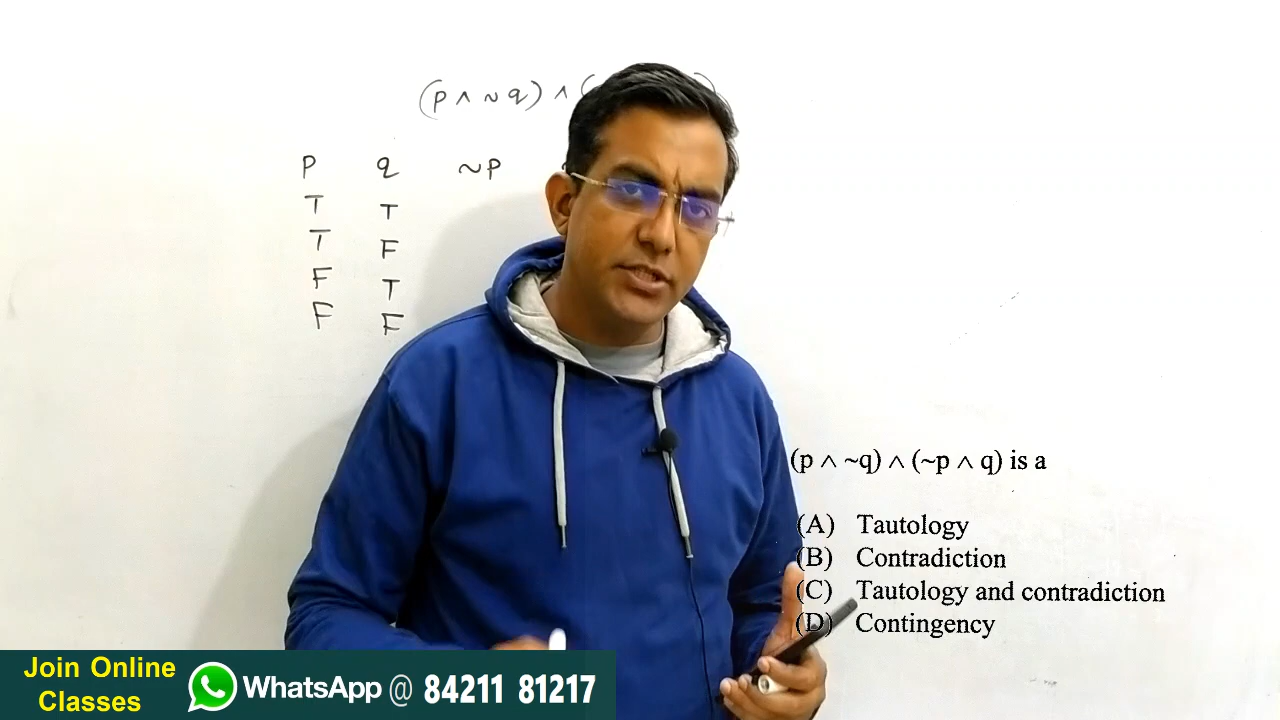 (p ∧ ~ q) ∧ (
P q ~P
T T
T F
F T
F F
(p ∧ ~q) ∧ (~p ∧ q) is a
(A) Tautology
(B) Contradiction
(C) Tautology and contradiction
(D) Contingency
Join Online
Classes
WhatsApp @ 84211 81217